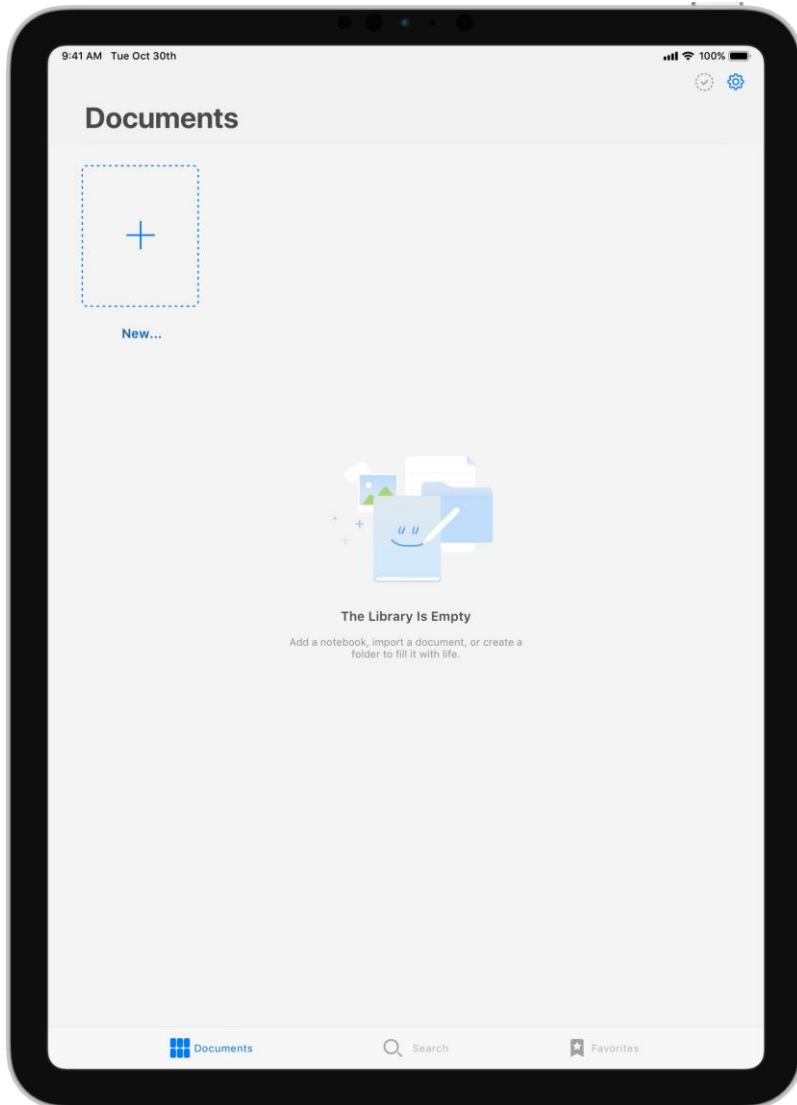 9:41 AM Tue Oct 30th
100%
Documents
New...
The Library Is Empty
Add a notebook, import a document, or create a
folder to fill it with life.
Documents
Search
Favorites